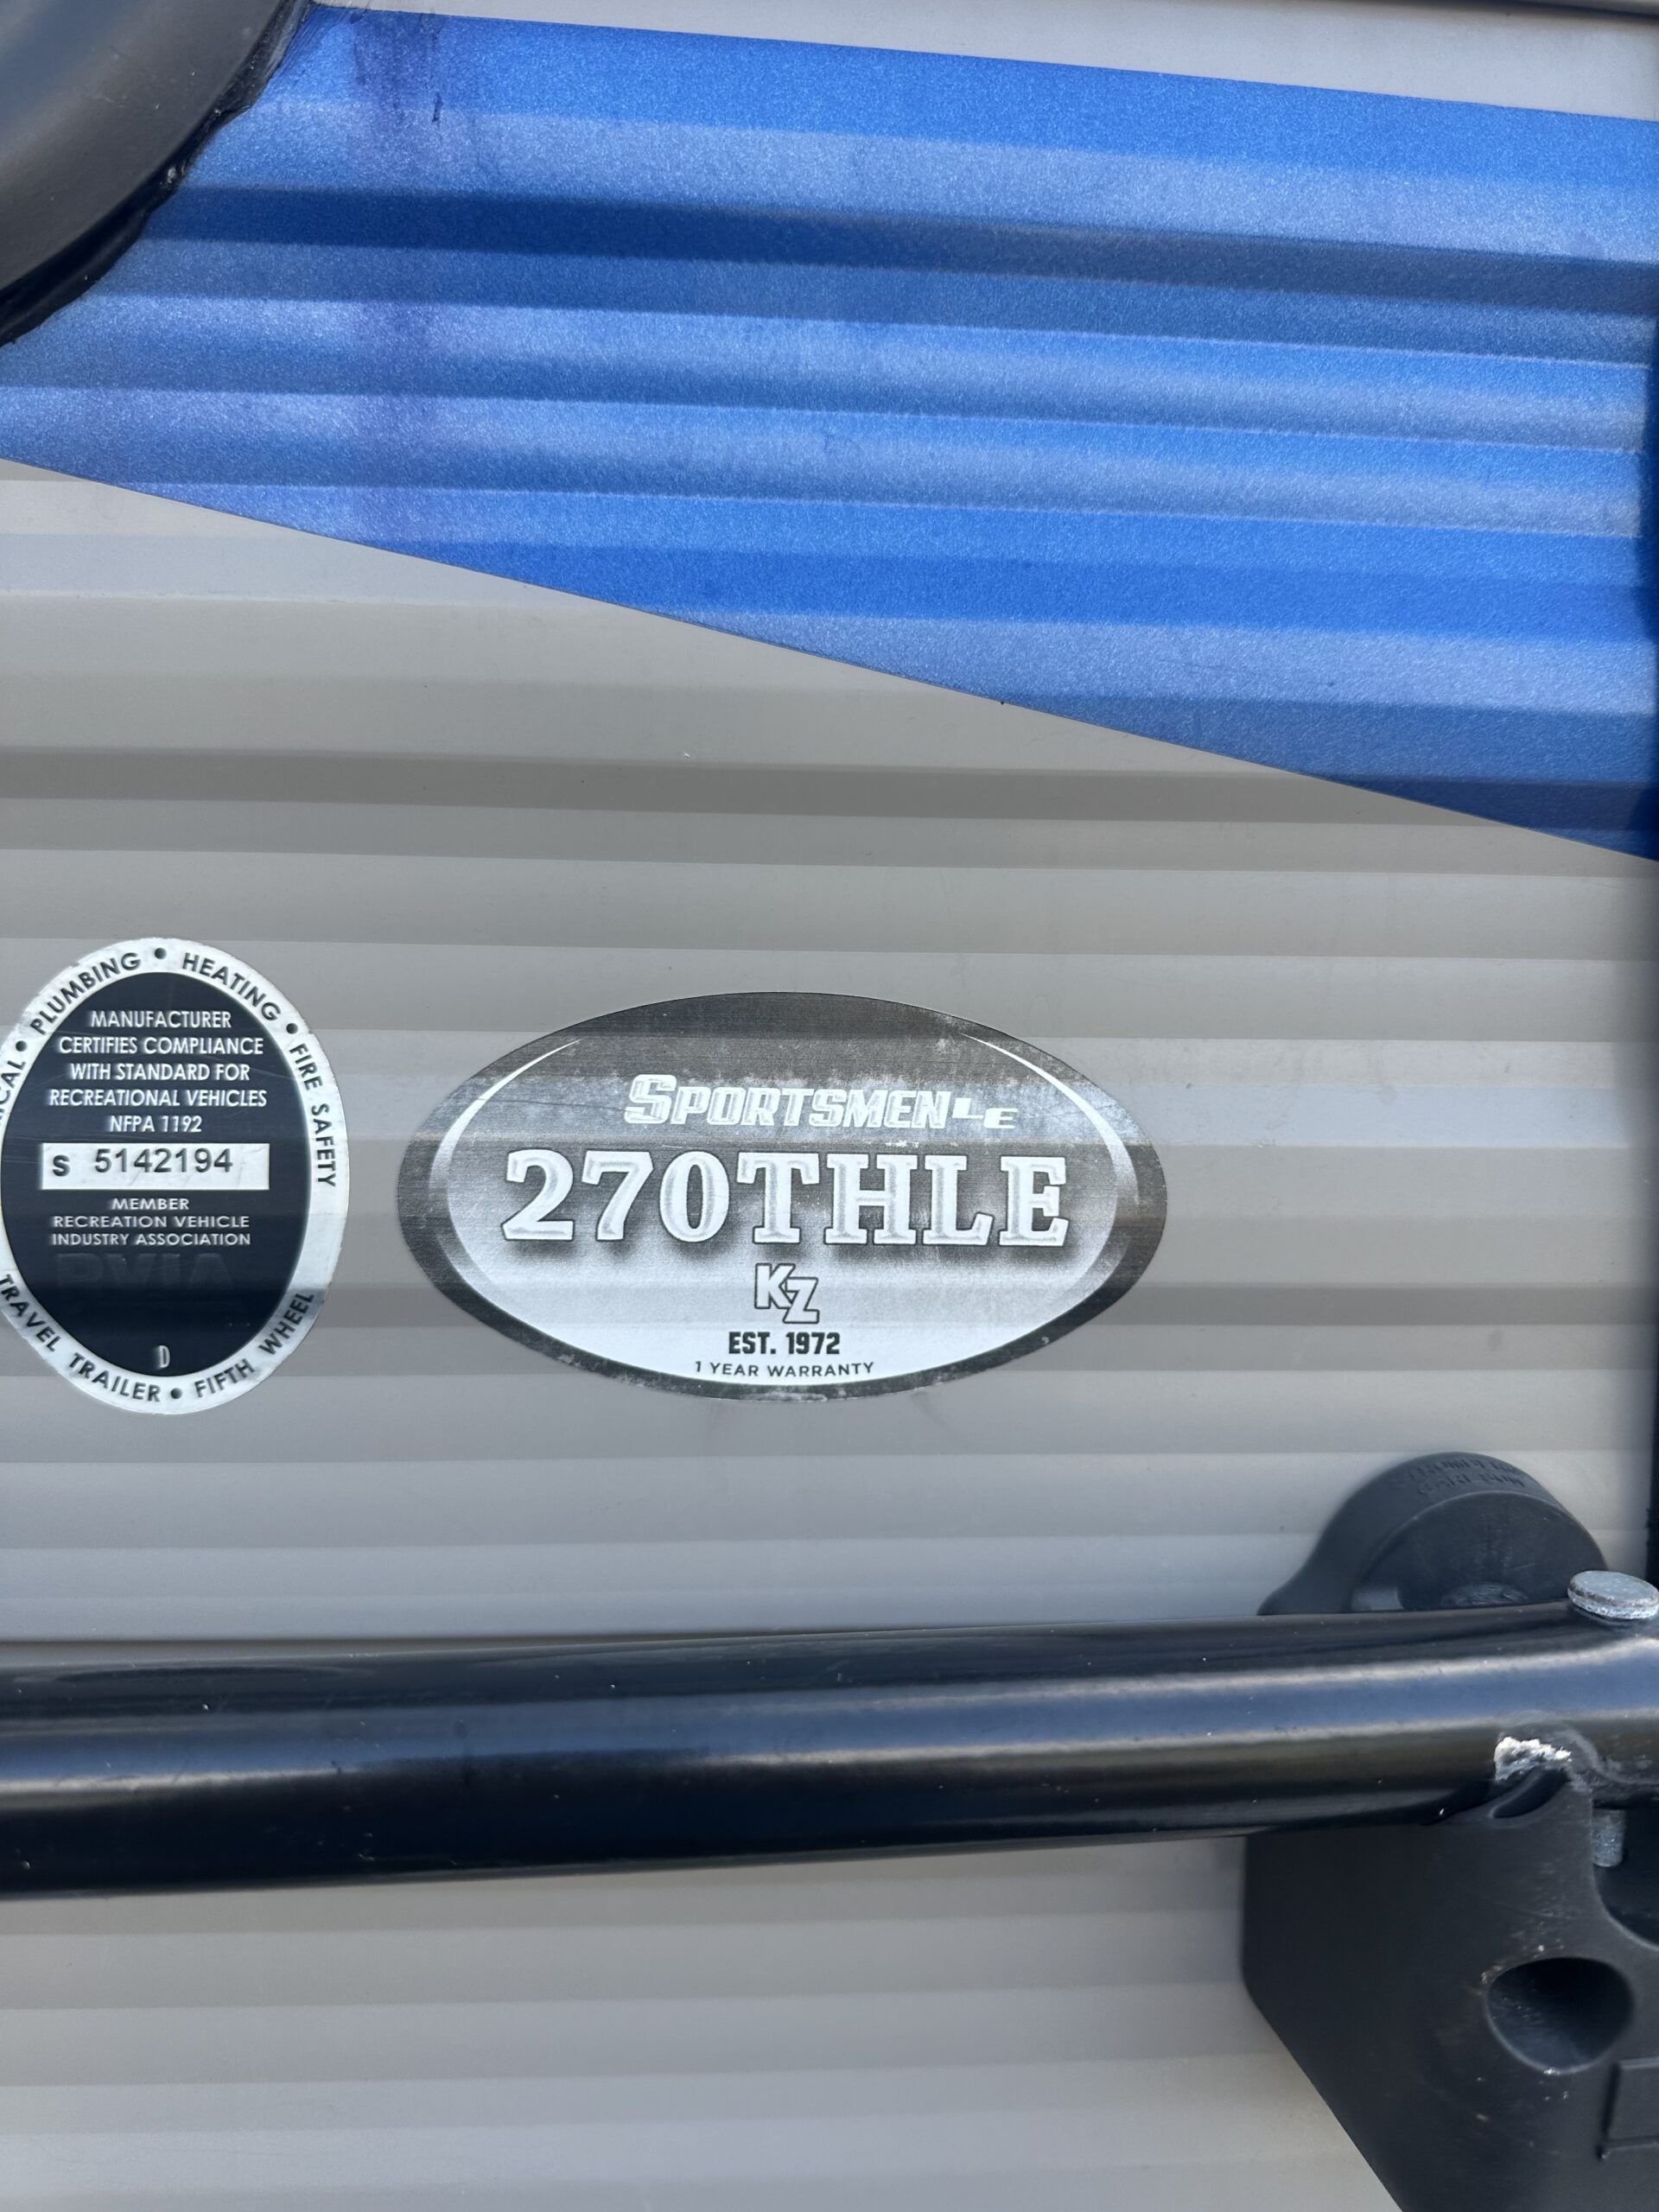 PLUMBING • HEATING • FIRE SAFETY
MANUFACTURER
CERTIFIES COMPLIANCE
WITH STANDARD FOR
RECREATIONAL VEHICLES
NFPA 1192
S 5142194
MEMBER
RECREATION VEHICLE
INDUSTRY ASSOCIATION
RVIA
D
TRAVEL TRAILER • FIFTH WHEEL
SPORTSMEN LE
270THLE
KZ
EST. 1972
1 YEAR WARRANTY